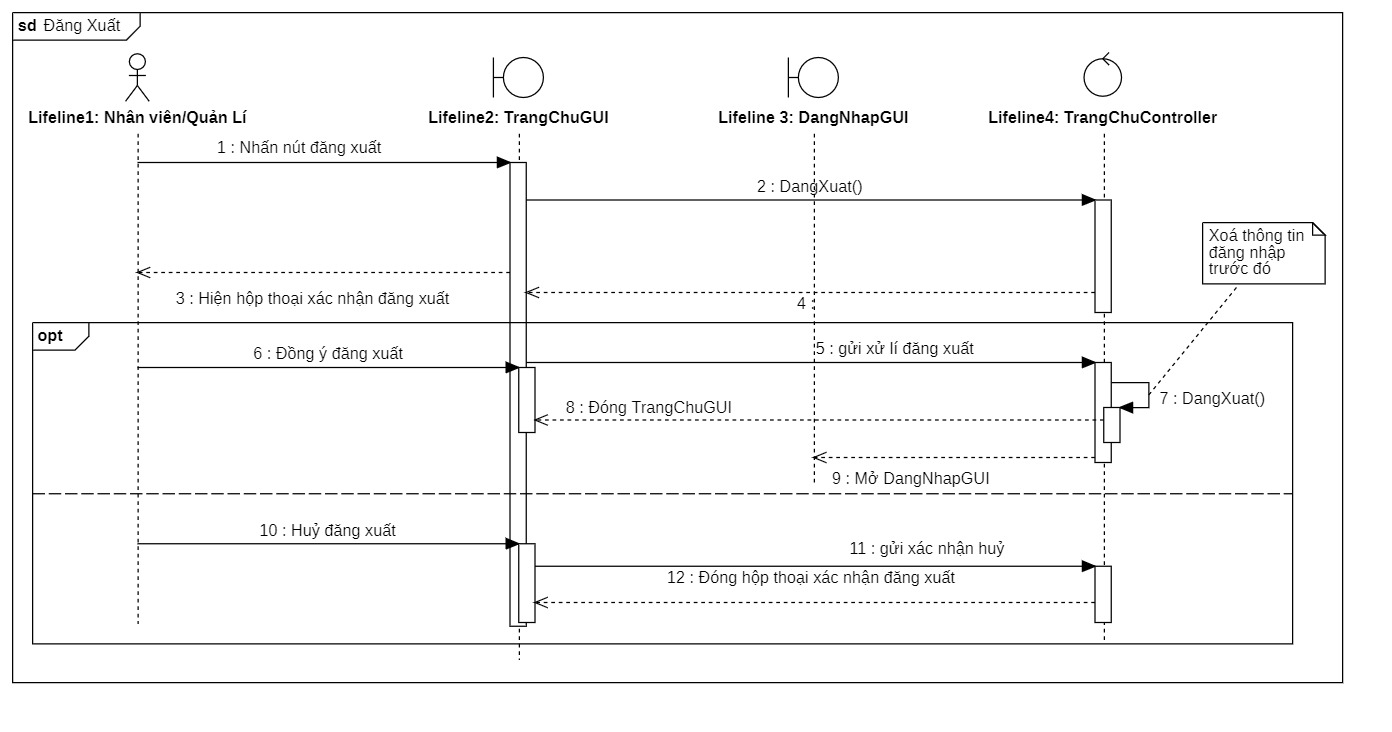 sd Đăng Xuất
Lifeline1: Nhân viên/Quản Lí
Lifeline2: TrangChuGUI
Lifeline 3: DangNhapGUI
Lifeline4: TrangChuController
1 : Nhấn nút đăng xuất
2 : DangXuat()
Xoá thông tin
đăng nhập
trước đó
3 : Hiện hộp thoại xác nhận đăng xuất
4 :
opt
6 : Đồng ý đăng xuất
5 : gửi xử lí đăng xuất
7 : DangXuat()
8 : Đóng TrangChuGUI
9 : Mở DangNhapGUI
10 : Huỷ đăng xuất
11 : gửi xác nhận huỷ
12 : Đóng hộp thoại xác nhận đăng xuất